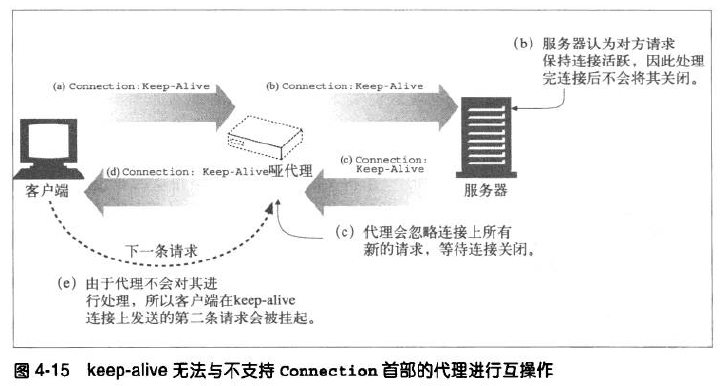 (b) 服务器认为对方请求
保持连接活跃，因此处理
完连接后不会将其关闭。
(a) Connection:Keep-Alive
(b) Connection:Keep-Alive
(d) Connection: Keep-Alive
哑代理
(c) Connection:
Keep-Alive
客户端
服务器
下一条请求
(c) 代理会忽略连接上所有
新的请求，等待连接关闭。
(e) 由于代理不会对其进
行处理，所以客户端在keep-alive
连接上发送的第二条请求会被挂起。
图 4-15 keep-alive 无法与不支持 Connection 首部的代理进行互操作